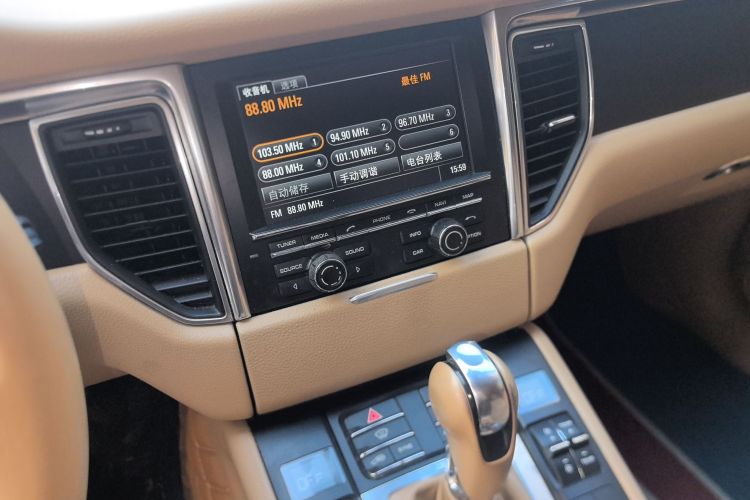 收音机 选项
88.80 MHz 最佳 FM
103.50 MHz 1 94.90 MHz 2 96.70 MHz 3
88.00 MHz 4 101.10 MHz 5 6
自动储存 手动调谐 电台列表
FM 88.80 MHz 15:59
TUNER MEDIA PHONE NAVI MAP
SOURCE SOUND INFO CAR OPTION
OFF